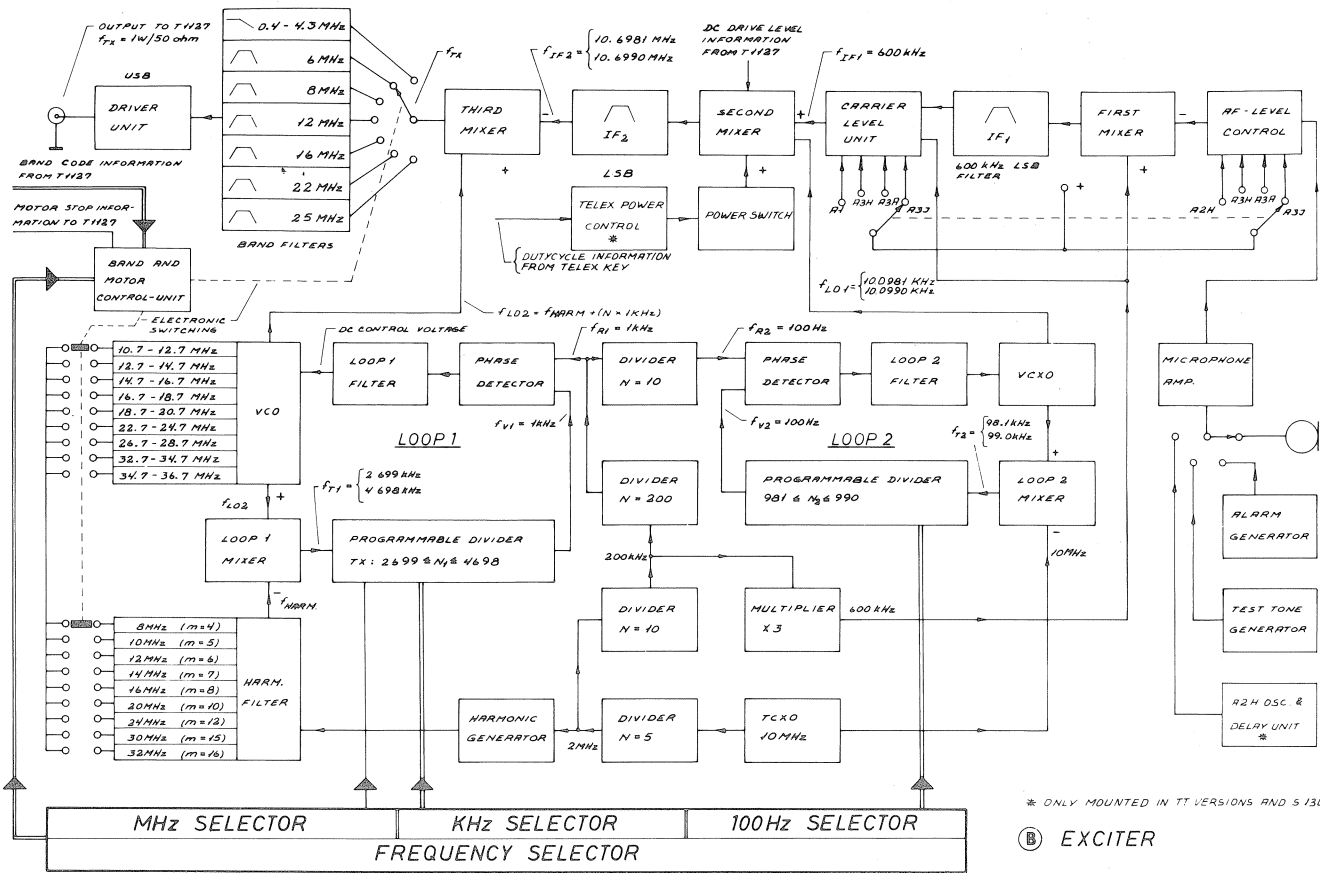 OUTPUT TO T1127
fTX = 1W/50 ohm
USB
DRIVER
UNIT
0.4 - 4.3 MHz
6 MHz
8 MHz
12 MHz
16 MHz
22 MHz
25 MHz
BAND FILTERS
fTX
THIRD
MIXER
+
-
fIF2 = { 10.6981 MHz
10.6990 MHz
IF2
LSB
DC DRIVE LEVEL
INFORMATION
FROM T1127
SECOND
MIXER
+
+
fIF1 = 600 kHz
CARRIER
LEVEL
UNIT
A1
A3H
A3A
A3J
IF1
600 kHz LSB
FILTER
FIRST
MIXER
-
+
+
AF-LEVEL
CONTROL
A2H
A3H
A3A
A3J
BAND CODE INFORMATION
FROM T1127
MOTOR STOP INFOR-
MATION TO T1127
BAND AND
MOTOR
CONTROL-UNIT
ELECTRONIC
SWITCHING
TELEX POWER
CONTROL
*
POWER SWITCH
{ DUTYCYCLE INFORMATION
FROM TELEX KEY
fLO1 = { 10.0981 KHz
10.0990 KHz
fLO2 = fHARM + (N × 1KHz)
DC CONTROL VOLTAGE
fR1 = 1kHz
fR2 = 100Hz
10.7 - 12.7 MHz
12.7 - 14.7 MHz
14.7 - 16.7 MHz
16.7 - 18.7 MHz
18.7 - 20.7 MHz
22.7 - 24.7 MHz
26.7 - 28.7 MHz
32.7 - 34.7 MHz
34.7 - 36.7 MHz
VCO
LOOP 1
FILTER
PHASE
DETECTOR
DIVIDER
N = 10
PHASE
DETECTOR
LOOP 2
FILTER
VCXO
MICROPHONE
AMP.
fV1 = 1kHz
fV2 = 100Hz
LOOP 1
LOOP 2
fT2 = { 98.1kHz
99.0kHz
+
fLO2
+
fT1 = { 2 699 kHz
4 698 kHz
DIVIDER
N = 200
PROGRAMMABLE DIVIDER
981 ≤ N2 ≤ 990
LOOP 2
MIXER
-
10MHz
ALARM
GENERATOR
LOOP 1
MIXER
-
fHARM.
PROGRAMMABLE DIVIDER
TX : 2699 ≤ N1 ≤ 4698
200kHz
DIVIDER
N = 10
MULTIPLIER
X 3
600 kHz
TEST TONE
GENERATOR
8MHz (m = 4)
10MHz (m = 5)
12MHz (m = 6)
14MHz (m = 7)
16MHz (m = 8)
20MHz (m = 10)
24MHz (m = 12)
30MHz (m = 15)
32MHz (m = 16)
HARM.
FILTER
HARMONIC
GENERATOR
2MHz
DIVIDER
N = 5
TCXO
10MHz
A2H OSC. &
DELAY UNIT
*
MHz SELECTOR
KHz SELECTOR
100Hz SELECTOR
FREQUENCY SELECTOR
* ONLY MOUNTED IN TT VERSIONS AND S 130
B EXCITER